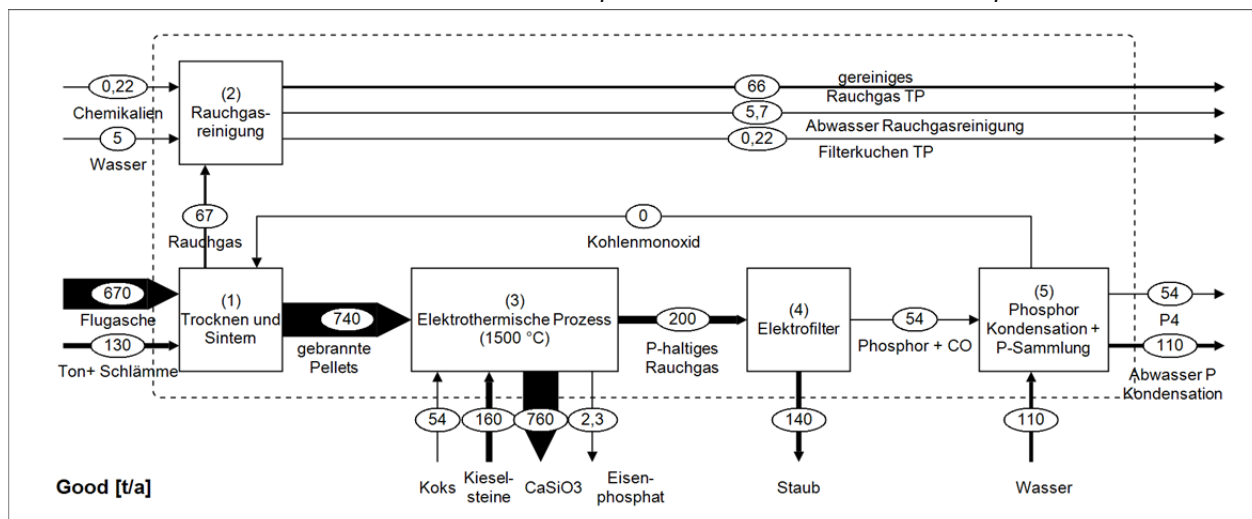 0,22
Chemikalien
5
Wasser
(2)
Rauchgas-
reinigung
66
gereiniges
Rauchgas TP
5,7
Abwasser Rauchgasreinigung
0,22
Filterkuchen TP
67
Rauchgas
0
Kohlenmonoxid
670
Flugasche
130
Ton+ Schlämme
(1)
Trocknen und
Sintern
740
gebrannte
Pellets
(3)
Elektrothermische Prozess
(1500 °C)
200
P-haltiges
Rauchgas
(4)
Elektrofilter
54
Phosphor + CO
(5)
Phosphor
Kondensation +
P-Sammlung
54
P4
110
Abwasser P
Kondensation
54
160
760
2,3
140
110
Koks
Kiesel-
steine
CaSiO3
Eisen-
phosphat
Staub
Wasser
Good [t/a]